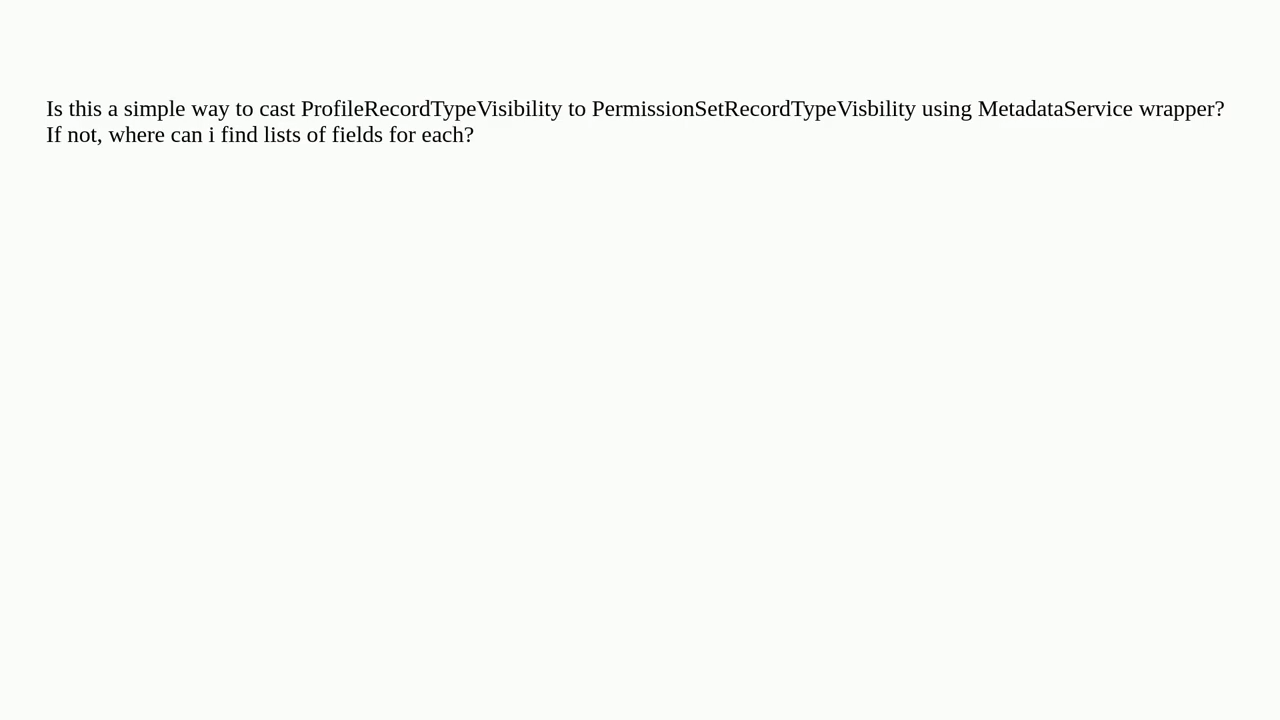 Is this a simple way to cast ProfileRecordTypeVisibility to PermissionSetRecordTypeVisbility using MetadataService wrapper?
If not, where can i find lists of fields for each?